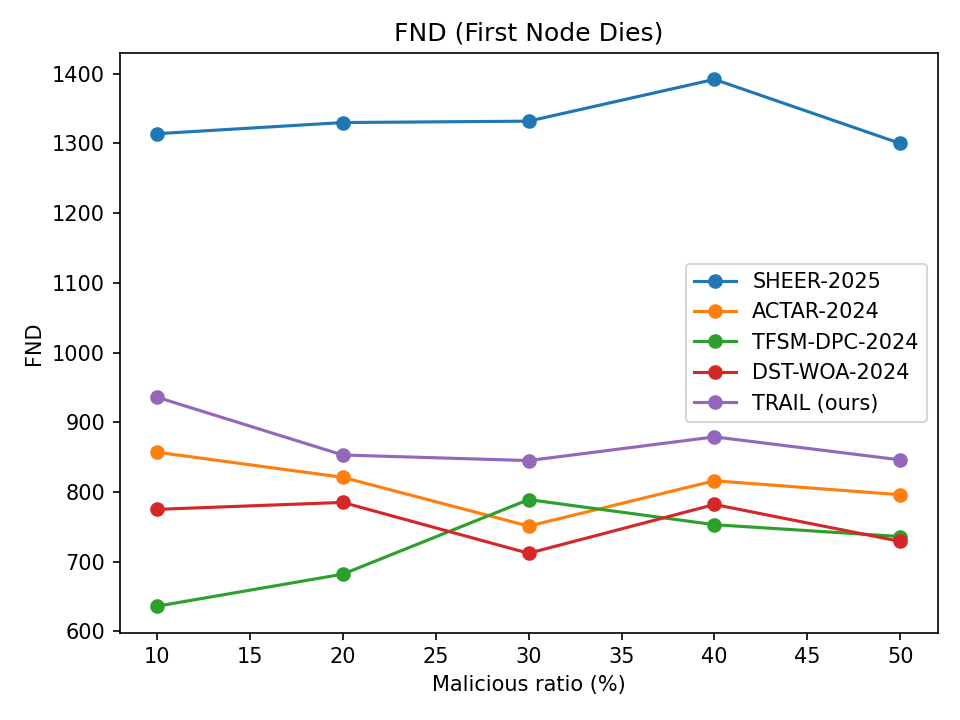 FND (First Node Dies)
1400
1300
1200
1100
1000
900
800
700
600
FND
SHEER-2025
ACTAR-2024
TFSM-DPC-2024
DST-WOA-2024
TRAIL (ours)
10 15 20 25 30 35 40 45 50
Malicious ratio (%)